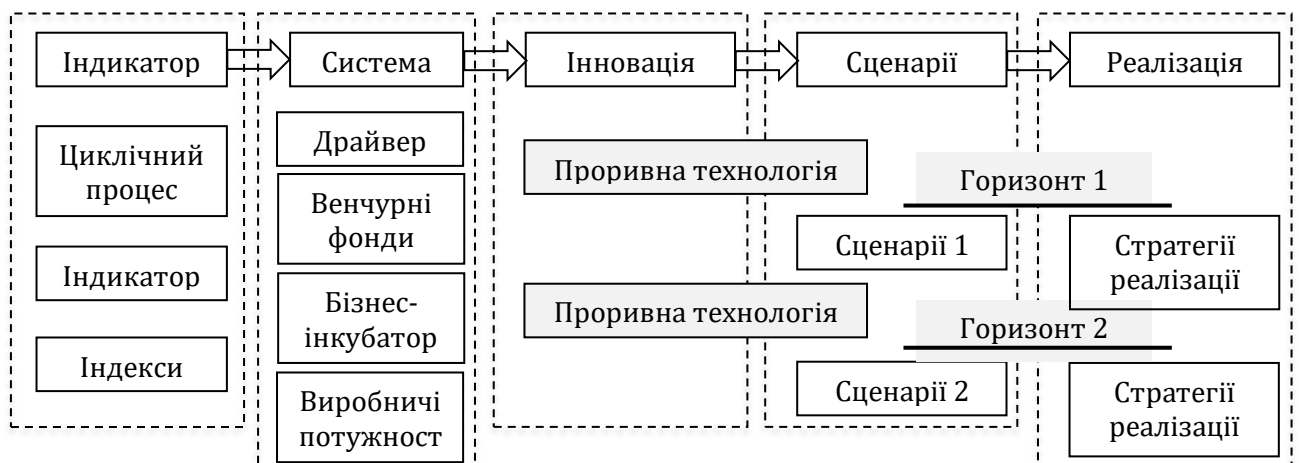 Індикатор
Система
Інновація
Сценарії
Реалізація
Циклічний
процес
Індикатор
Індекси
Драйвер
Венчурні
фонди
Бізнес-
інкубатор
Виробничі
потужност
Проривна технологія
Проривна технологія
Горизонт 1
Сценарії 1
Стратегії
реалізації
Горизонт 2
Сценарії 2
Стратегії
реалізації